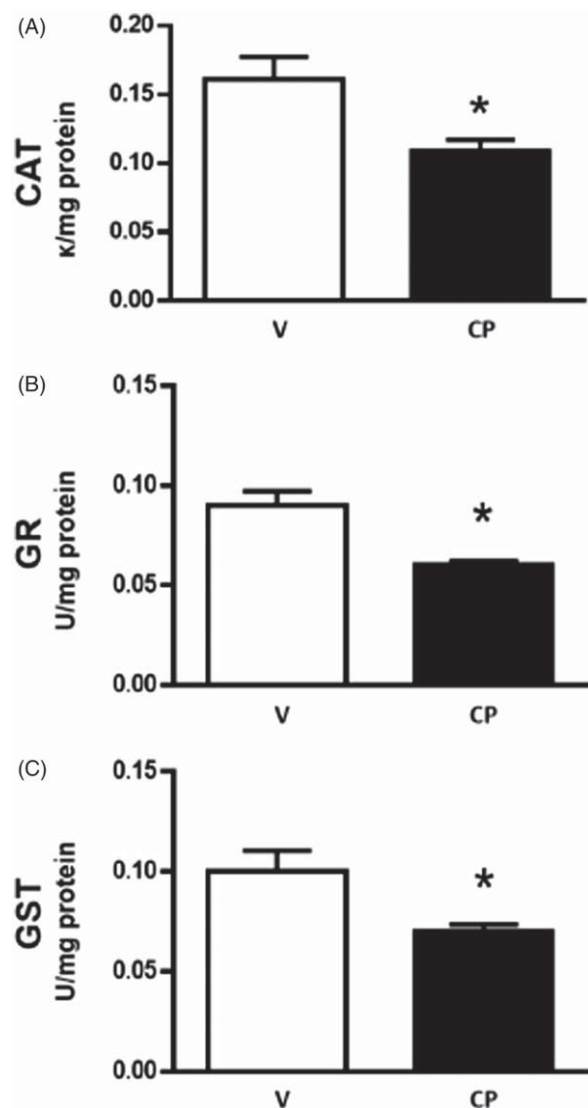 (A)
CAT
κ/mg protein
0.20
0.15
0.10
0.05
0.00
*
V
CP
(B)
GR
U/mg protein
0.15
0.10
0.05
0.00
*
V
CP
(C)
GST
U/mg protein
0.15
0.10
0.05
0.00
*
V
CP